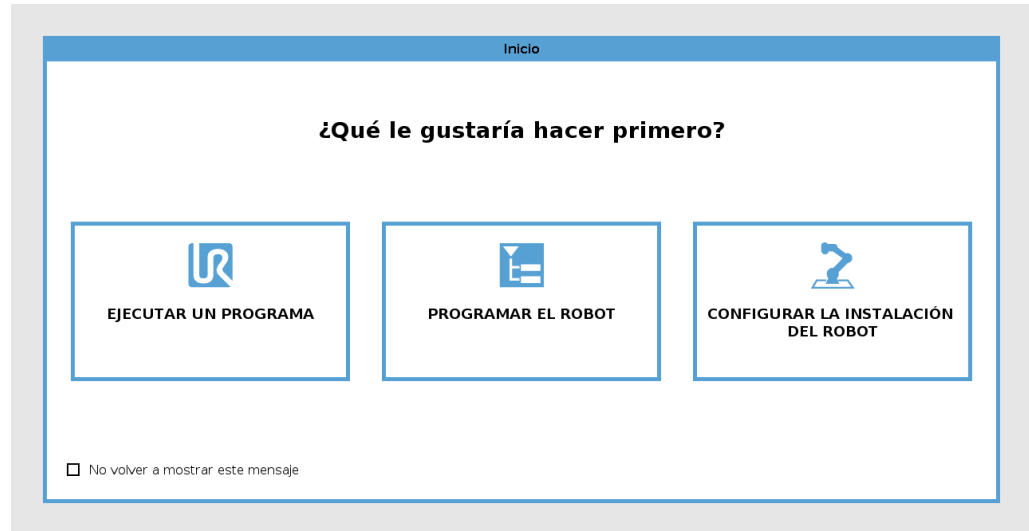 Inicio
¿Qué le gustaría hacer primero?
UR
EJECUTAR UN PROGRAMA
PROGRAMAR EL ROBOT
CONFIGURAR LA INSTALACIÓN
DEL ROBOT
No volver a mostrar este mensaje